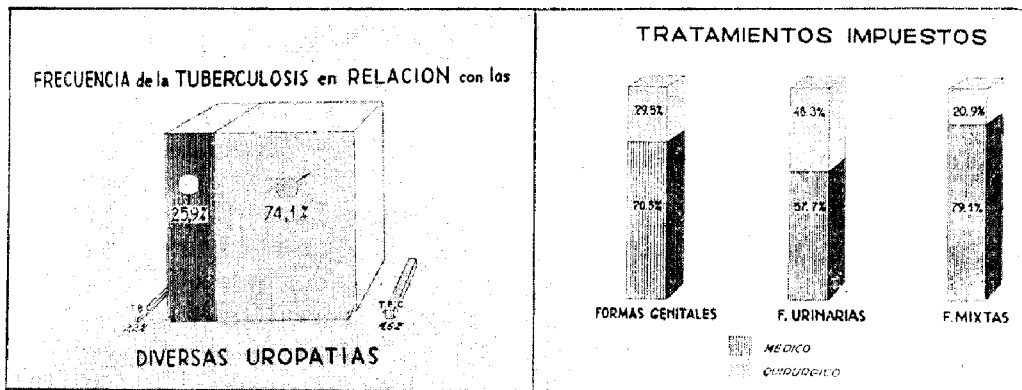 FRECUENCIA de la TUBERCULOSIS en RELACION con las
25,9%
74,1%
DIVERSAS UROPATIAS
TRATAMIENTOS IMPUESTOS
29.5%
48.3%
20.9%
70.5%
57.7%
79.1%
FORMAS GENITALES
F. URINARIAS
F. MIXTAS
MEDICO
QUIRURGICO